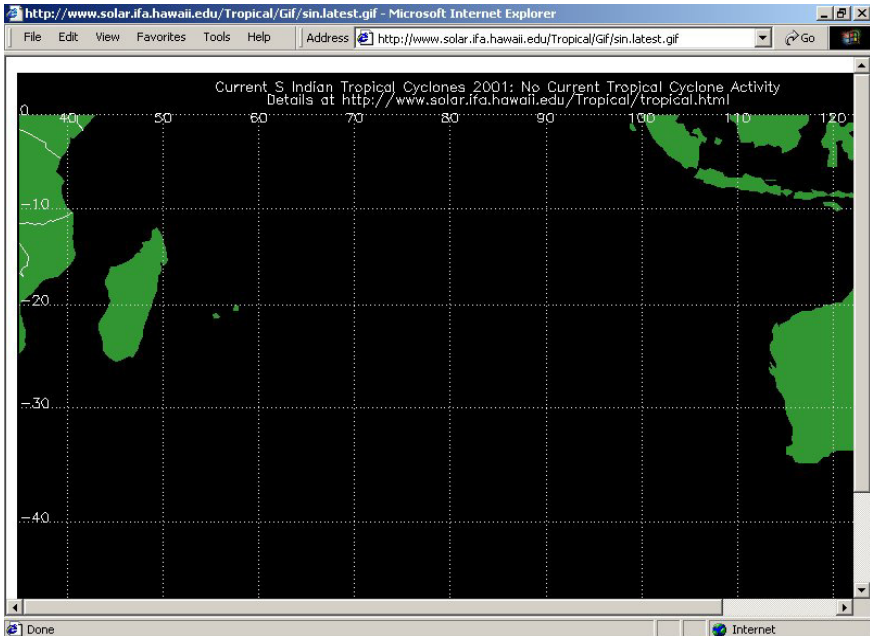 http://www.solar.ifa.hawaii.edu/Tropical/Gif/sin.latest.gif - Microsoft Internet Explorer
File Edit View Favorites Tools Help Address http://www.solar.ifa.hawaii.edu/Tropical/Gif/sin.latest.gif Go
Current S Indian Tropical Cyclones 2001: No Current Tropical Cyclone Activity
Details at http://www.solar.ifa.hawaii.edu/Tropical/tropical.html
0 40 50 60 70 80 90 100 110 120
-10
-20
-30
-40
Done Internet